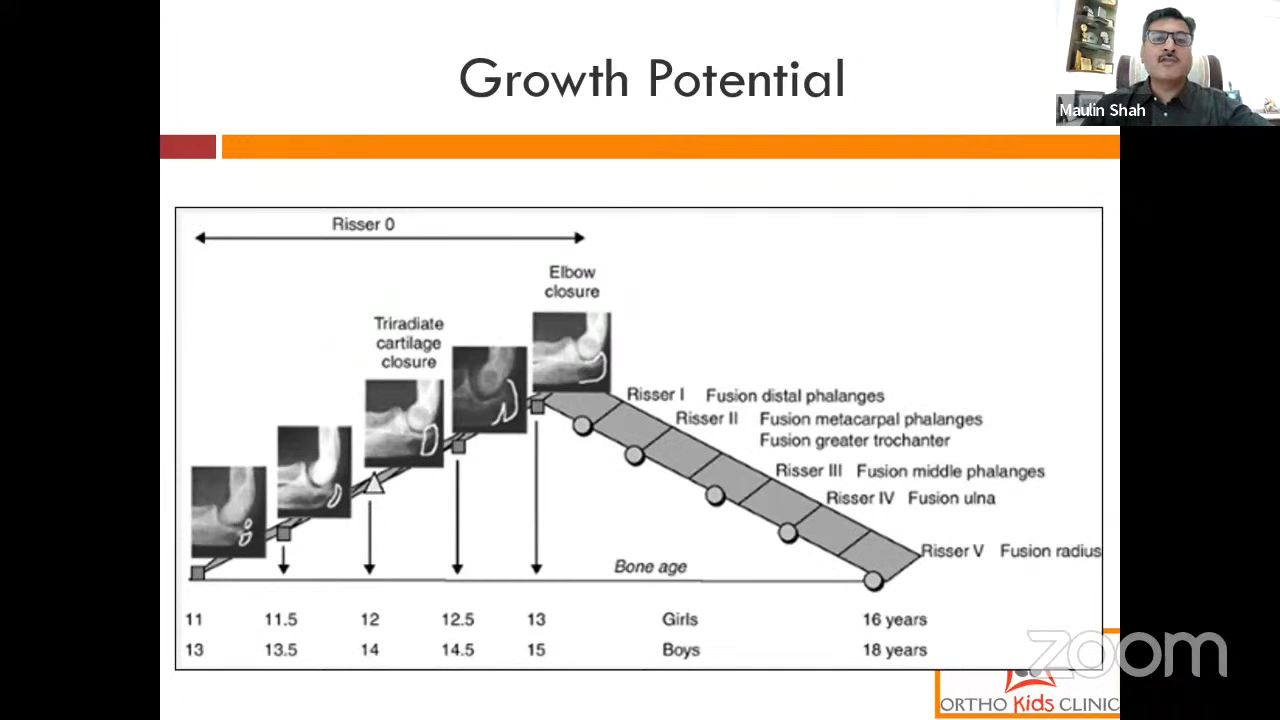 Growth Potential
Maulin Shah
Risser 0
Elbow
closure
Triradiate
cartilage
closure
Risser I Fusion distal phalanges
Risser II Fusion metacarpal phalanges
Fusion greater trochanter
Risser III Fusion middle phalanges
Risser IV Fusion ulna
Risser V Fusion radius
Bone age
11 11.5 12 12.5 13 Girls 16 years
13 13.5 14 14.5 15 Boys 18 years
zoom
ORTHO Kids CLINIC